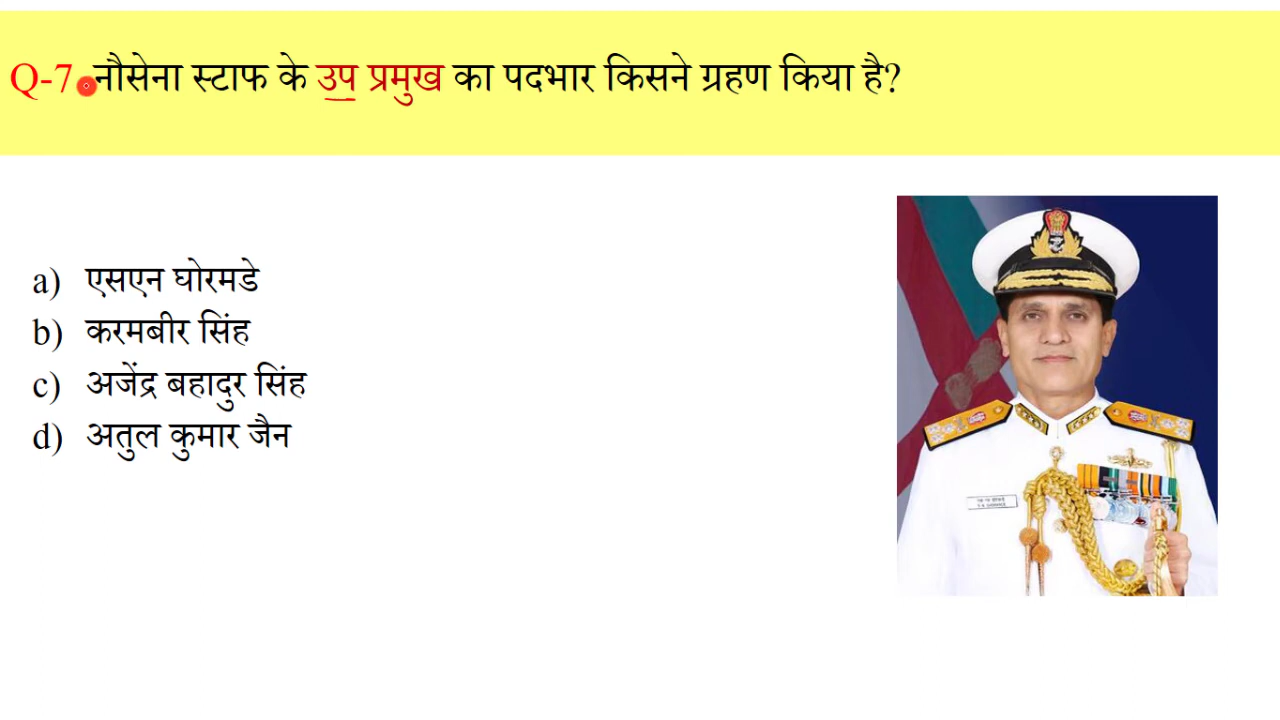 Q-7 नौसेना स्टाफ के उप प्रमुख का पदभार किसने ग्रहण किया है?
a) एसएन घोरमडे
b) करमबीर सिंह
c) अजेंद्र बहादुर सिंह
d) अतुल कुमार जैन